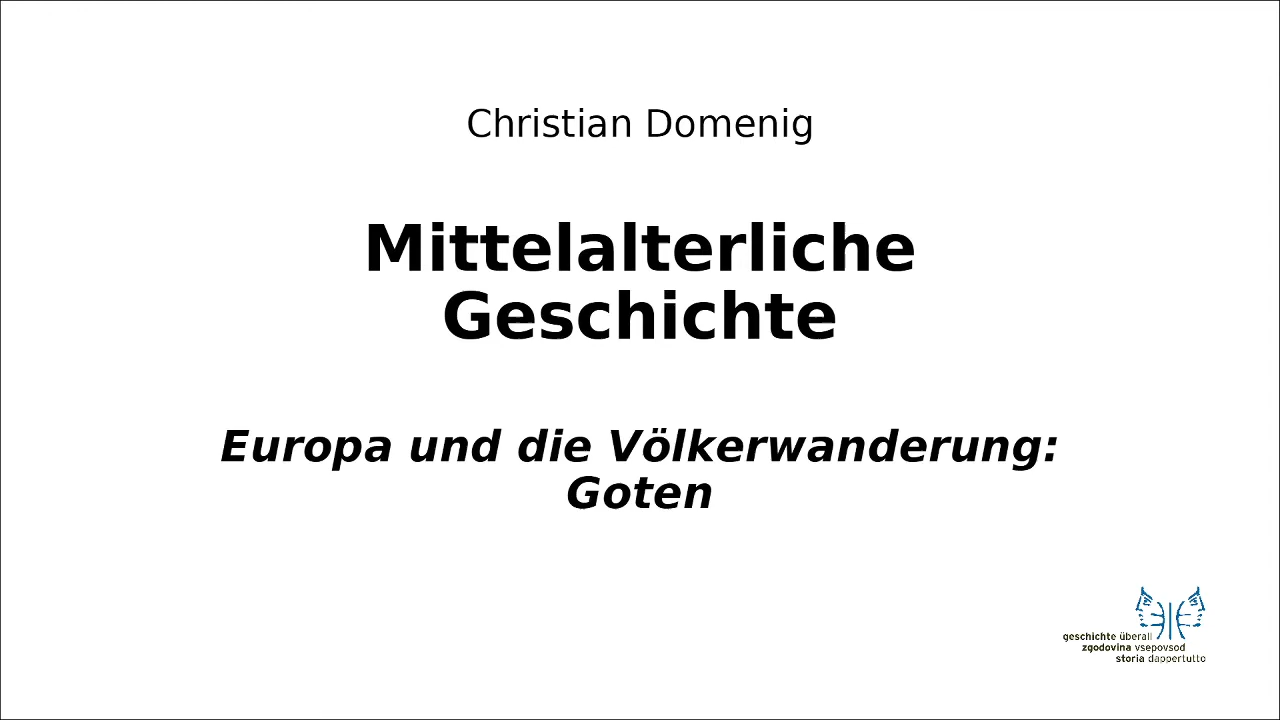 Christian Domenig
Mittelalterliche
Geschichte
Europa und die Völkerwanderung:
Goten
geschichte überall
zgodovina vsepovsod
storia dappertutto